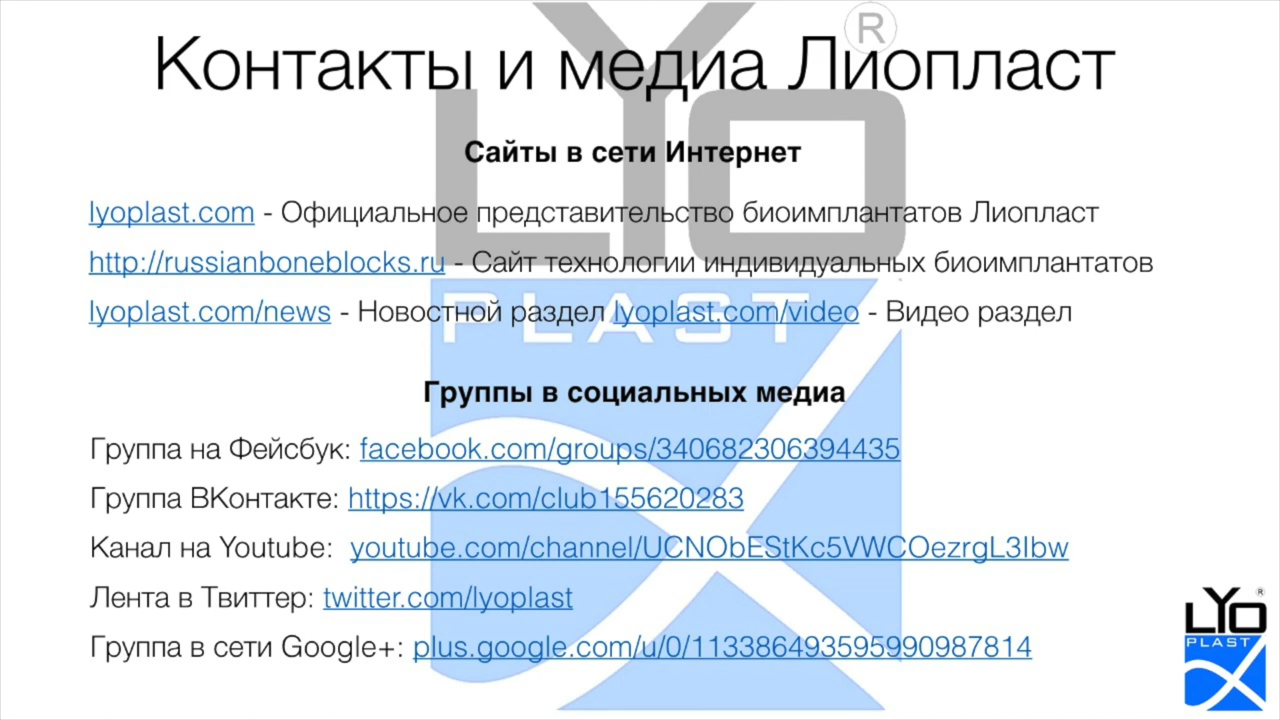 Контакты и медиа Лиопласт
Сайты в сети Интернет
lyoplast.com - Официальное представительство биоимплантатов Лиопласт
http://russianboneblocks.ru - Сайт технологии индивидуальных биоимплантатов
lyoplast.com/news - Новостной раздел lyoplast.com/video - Видео раздел
Группы в социальных медиа
Группа на Фейсбук: facebook.com/groups/340682306394435
Группа ВКонтакте: https://vk.com/club155620283
Канал на Youtube: youtube.com/channel/UCNObEStKc5VWCOezrgL3Ibw
Лента в Твиттер: twitter.com/lyoplast
Группа в сети Google+: plus.google.com/u/0/113386493595990987814
LYO ®
PLAST
LYO ®
PLAST